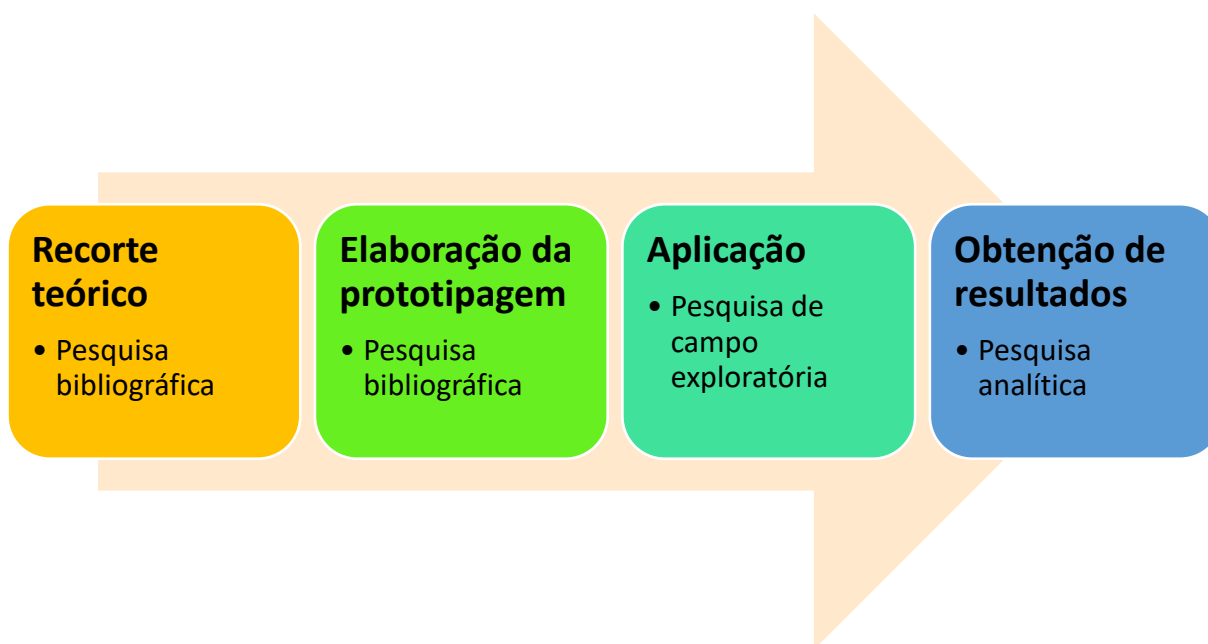 Recorte
teórico
• Pesquisa
bibliográfica
Elaboração da
prototipagem
• Pesquisa
bibliográfica
Aplicação
• Pesquisa de
campo
exploratória
Obtenção de
resultados
• Pesquisa
analítica